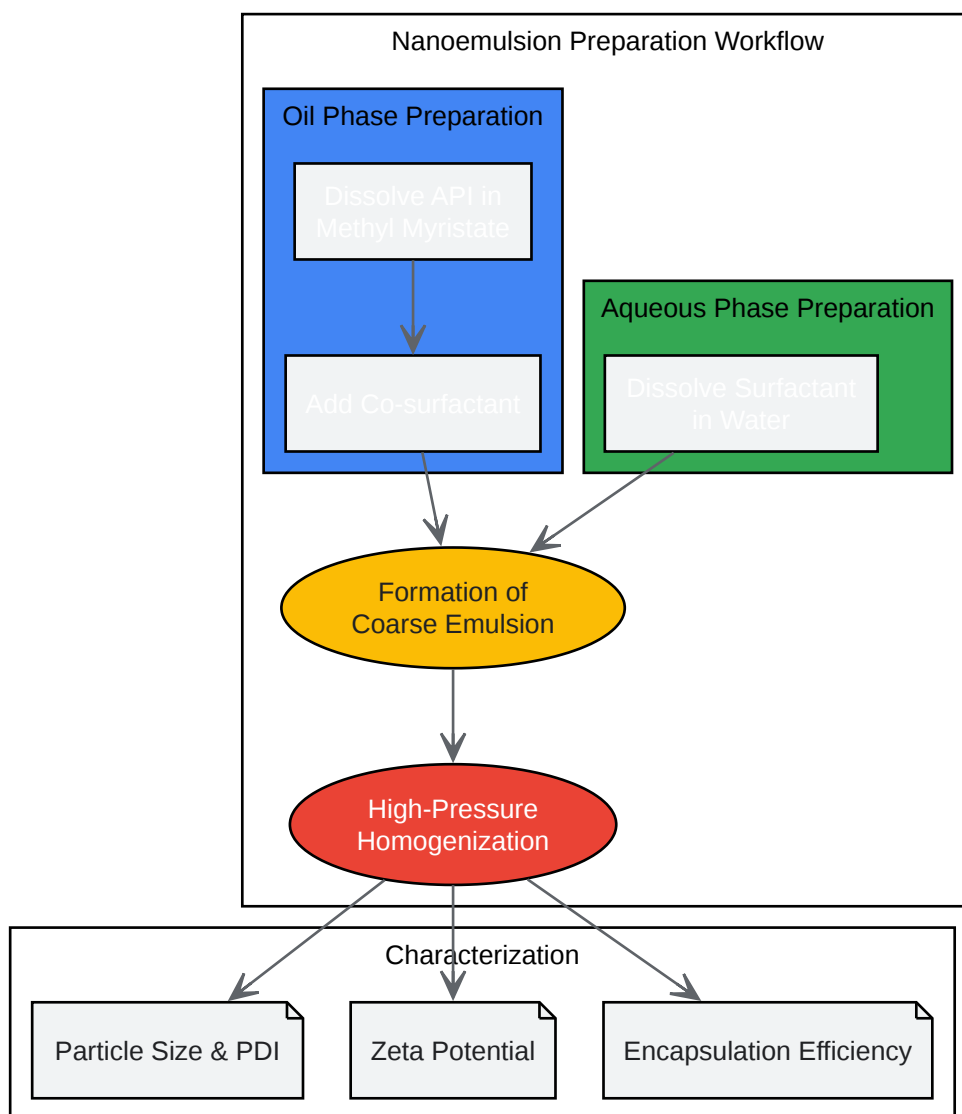 Nanoemulsion Preparation Workflow
Oil Phase Preparation
Dissolve API in
Methyl Myristate
Aqueous Phase Preparation
Add Co-surfactant
Dissolve Surfactant
in Water
Formation of
Coarse Emulsion
High-Pressure
Homogenization
Characterization
Particle Size & PDI
Zeta Potential
Encapsulation Efficiency